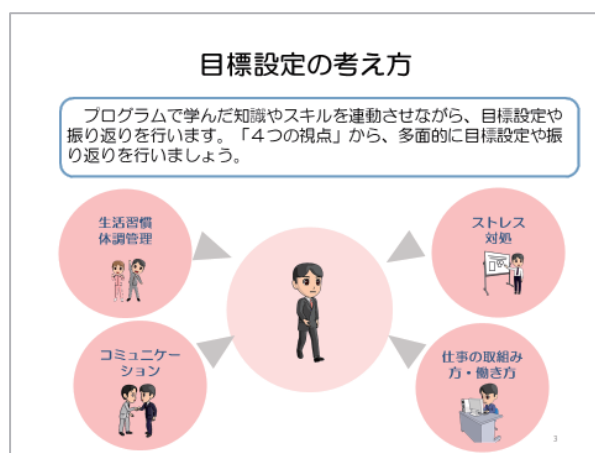 目標設定の考え方
プログラムで学んだ知識やスキルを連動させながら、目標設定や
振り返りを行います。「４つの視点」から、多面的に目標設定や振
り返りを行いましょう。
生活習慣
体調管理
ストレス
対処
コミュニケー
ション
仕事の取組み
方・働き方
3